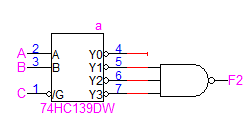 a
A 2 A Y0 4
B 3 B Y1 5
Y2 6 F2
C 1 /G Y3 7
74HC139DW